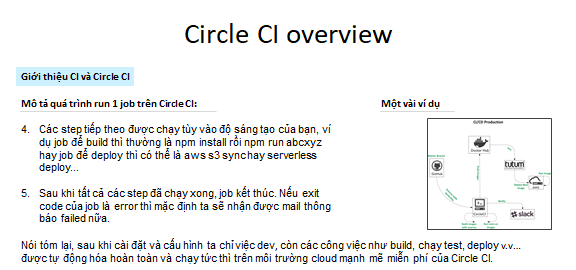 Circle CI overview
Giới thiệu CI và Circle CI
Mô tả quá trình run 1 job trên Circle CI:
4. Các step tiếp theo được chạy tùy vào độ sáng tạo của bạn, ví
dụ job để build thì thường là npm install rồi npm run abcxyz
hay job để deploy thì có thể là aws s3 sync hay serverless
deploy...
5. Sau khi tất cả các step đã chạy xong, job kết thúc. Nếu exit
code của job là error thì mặc định ta sẽ nhận được mail thông
báo failed nữa.
Một vài ví dụ
CI/CD Production
Docker Hub
GitHub
tutum
CircleCI
slack
Nói tóm lại, sau khi cài đặt và cấu hình ta chỉ việc dev, còn các công việc như build, chạy test, deploy v.v...
được tự động hóa hoàn toàn và chạy tức thì trên môi trường cloud mạnh mẽ miễn phí của Circle CI.